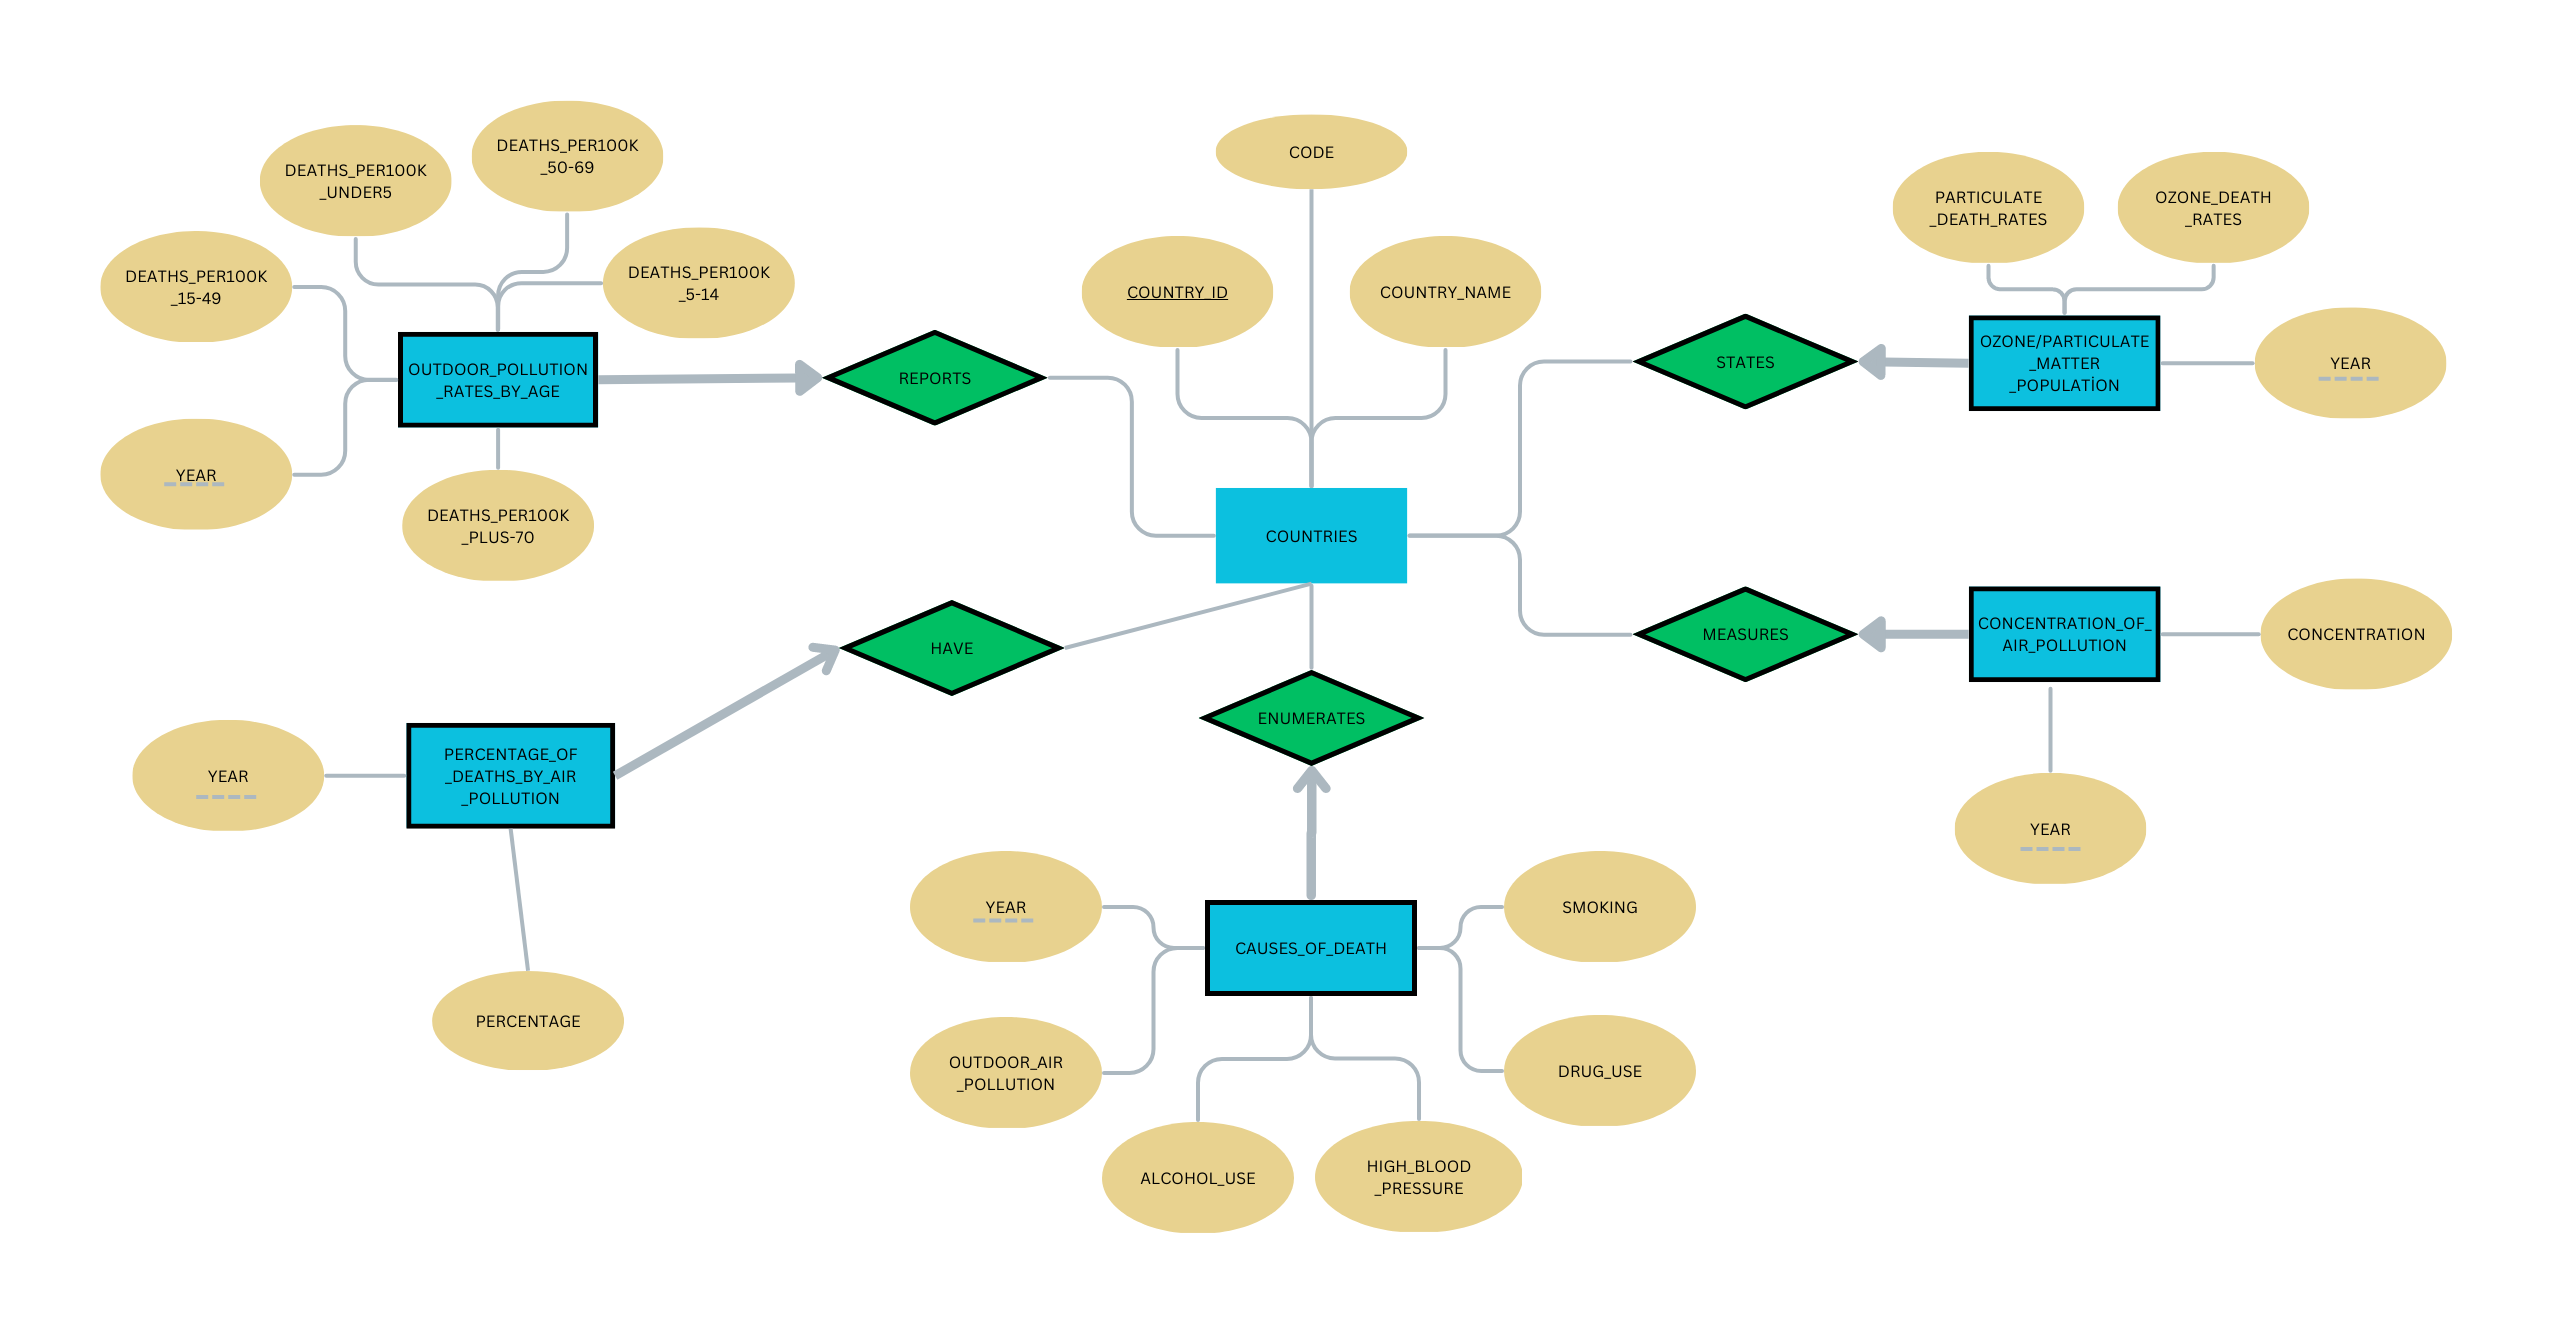 DEATHS_PER100K
_50-69
DEATHS_PER100K
_UNDER5
DEATHS_PER100K
_15-49
DEATHS_PER100K
_5-14
OUTDOOR_POLLUTION
_RATES_BY_AGE
YEAR
DEATHS_PER100K
_PLUS-70
REPORTS
CODE
COUNTRY_ID
COUNTRY_NAME
COUNTRIES
STATES
PARTICULATE
_DEATH_RATES
OZONE_DEATH
_RATES
OZONE/PARTICULATE
_MATTER
_POPULATİON
YEAR
HAVE
MEASURES
CONCENTRATION_OF_
AIR_POLLUTION
CONCENTRATION
YEAR
YEAR
PERCENTAGE_OF
_DEATHS_BY_AIR
_POLLUTION
PERCENTAGE
ENUMERATES
YEAR
CAUSES_OF_DEATH
SMOKING
OUTDOOR_AIR
_POLLUTION
DRUG_USE
ALCOHOL_USE
HIGH_BLOOD
_PRESSURE